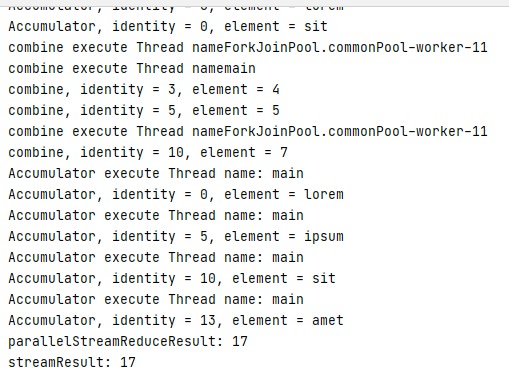 Accumulator, identity = 0, element = lorem
Accumulator, identity = 0, element = sit
combine execute Thread nameForkJoinPool.commonPool-worker-11
combine execute Thread namemain
combine, identity = 3, element = 4
combine, identity = 5, element = 5
combine execute Thread nameForkJoinPool.commonPool-worker-11
combine, identity = 10, element = 7
Accumulator execute Thread name: main
Accumulator, identity = 0, element = lorem
Accumulator execute Thread name: main
Accumulator, identity = 5, element = ipsum
Accumulator execute Thread name: main
Accumulator, identity = 10, element = sit
Accumulator execute Thread name: main
Accumulator, identity = 13, element = amet
parallelStreamReduceResult: 17
streamResult: 17